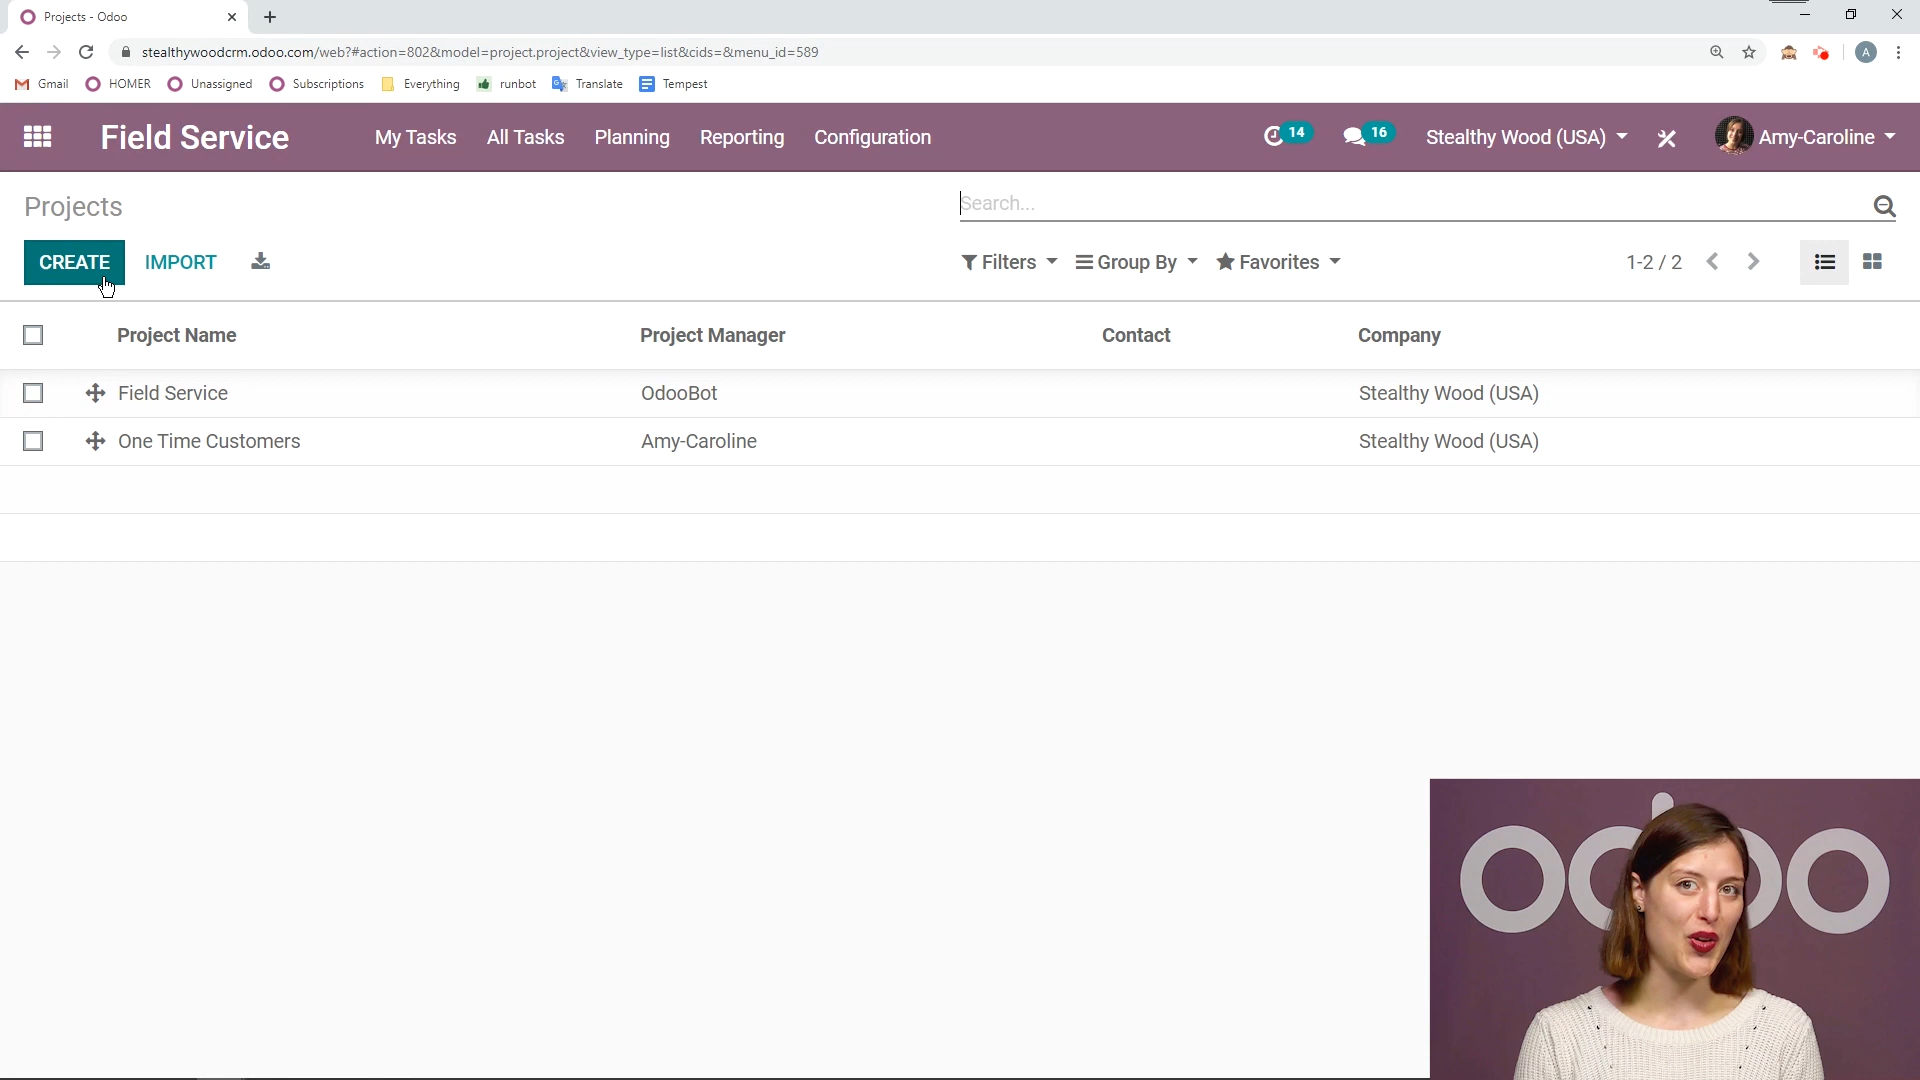 Projects - Odoo
stealthywoodcrm.odoo.com/web?#action=802&model=project.project&view_type=list&cids=&menu_id=589
A
Gmail HOMER Unassigned Subscriptions Everything runbot Translate Tempest
Field Service My Tasks All Tasks Planning Reporting Configuration 14 16 Stealthy Wood (USA) Amy-Caroline
Projects Search...
CREATE IMPORT Filters Group By Favorites 1-2 / 2
Project Name Project Manager Contact Company
Field Service OdooBot Stealthy Wood (USA)
One Time Customers Amy-Caroline Stealthy Wood (USA)
odoo